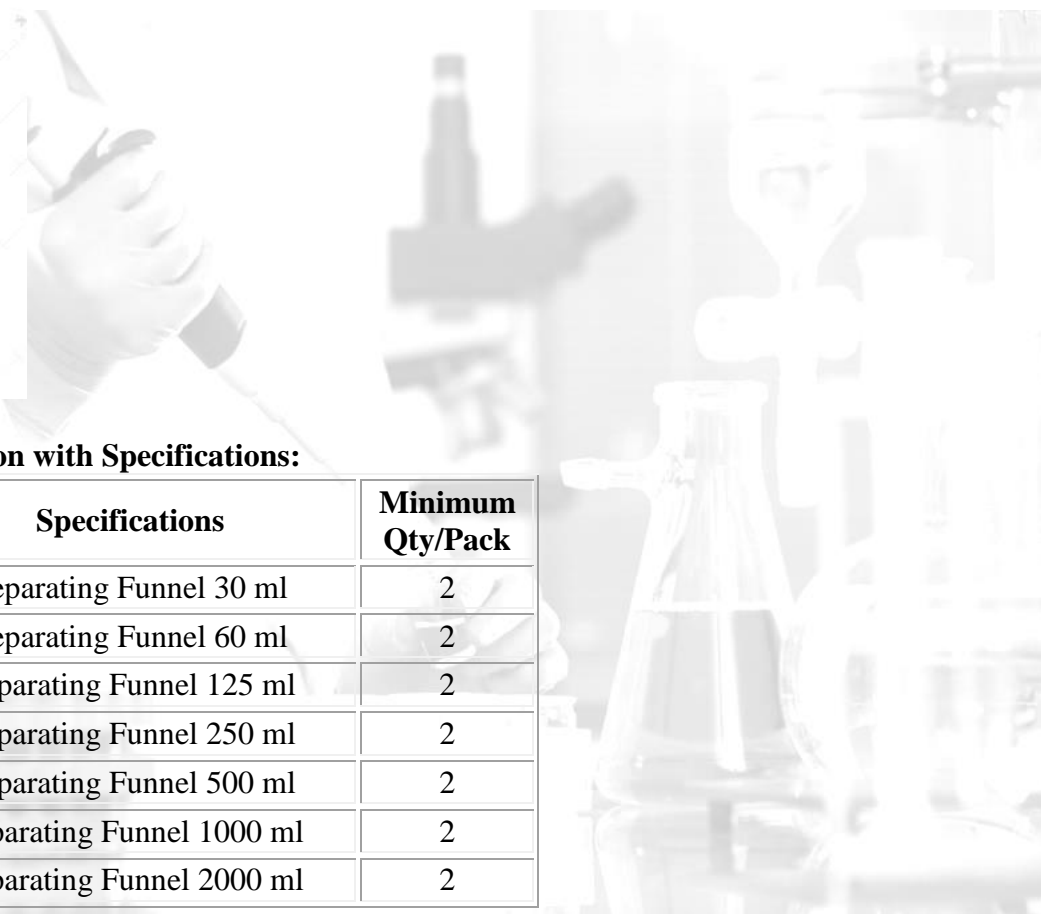 on with Specifications:
Specifications
Minimum
Qty/Pack
eparating Funnel 30 ml 2
eparating Funnel 60 ml 2
parating Funnel 125 ml 2
parating Funnel 250 ml 2
parating Funnel 500 ml 2
parating Funnel 1000 ml 2
parating Funnel 2000 ml 2